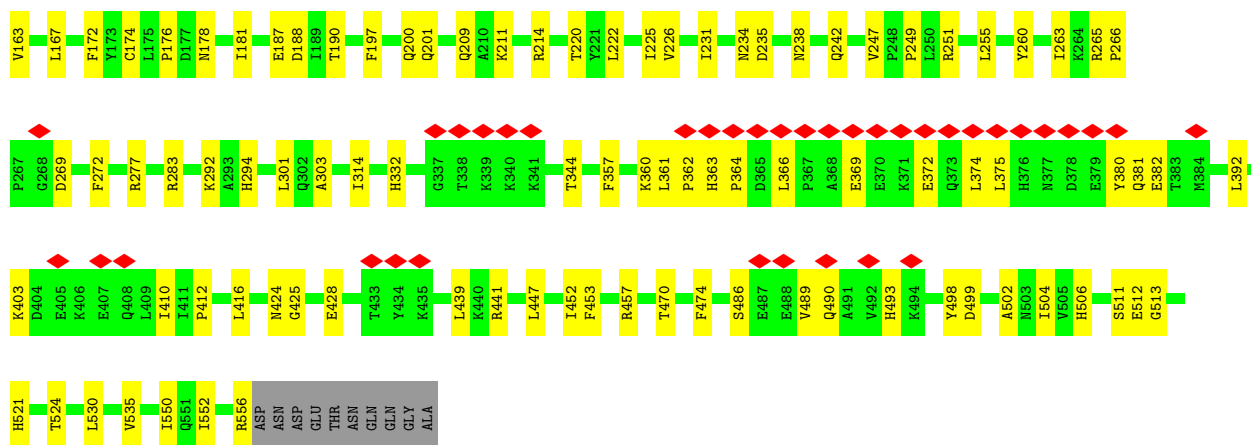 V163 L167 F172 Y173 C174 L175 P176 D177 N178 I181 E187 D188 I189 T190 F197 Q200 Q201 Q209 A210 K211 R214 T220 Y221 L222 I225 V226 I231 N234 D235 N238 Q242 V247 P248 P249 L250 R251 L255 Y260 I263 K264 R265 P266
P267 G268 D269 F272 R277 R283 K292 A293 H294 L301 Q302 A303 I314 H332 G337 T338 K339 K340 K341 T344 F357 K360 L361 P362 H363 P364 D365 L366 P367 A368 E369 E370 K371 E372 Q373 L374 L375 H376 N377 D378 E379 Y380 Q381 E382 T383 M384 L392
K403 D404 E405 K406 E407 Q408 L409 I410 I411 P412 L416 N424 G425 E428 T433 Y434 K435 L439 K440 R441 L447 I452 F453 R457 T470 F474 S486 E487 E488 V489 Q490 A491 V492 H493 K494 Y498 D499 A502 N503 I504 V505 H506 S511 E512 G513
H521 T524 L530 V535 I550 Q551 I552 R556 ASP ASN ASP GLU THR ASN GLN GLN GLY ALA